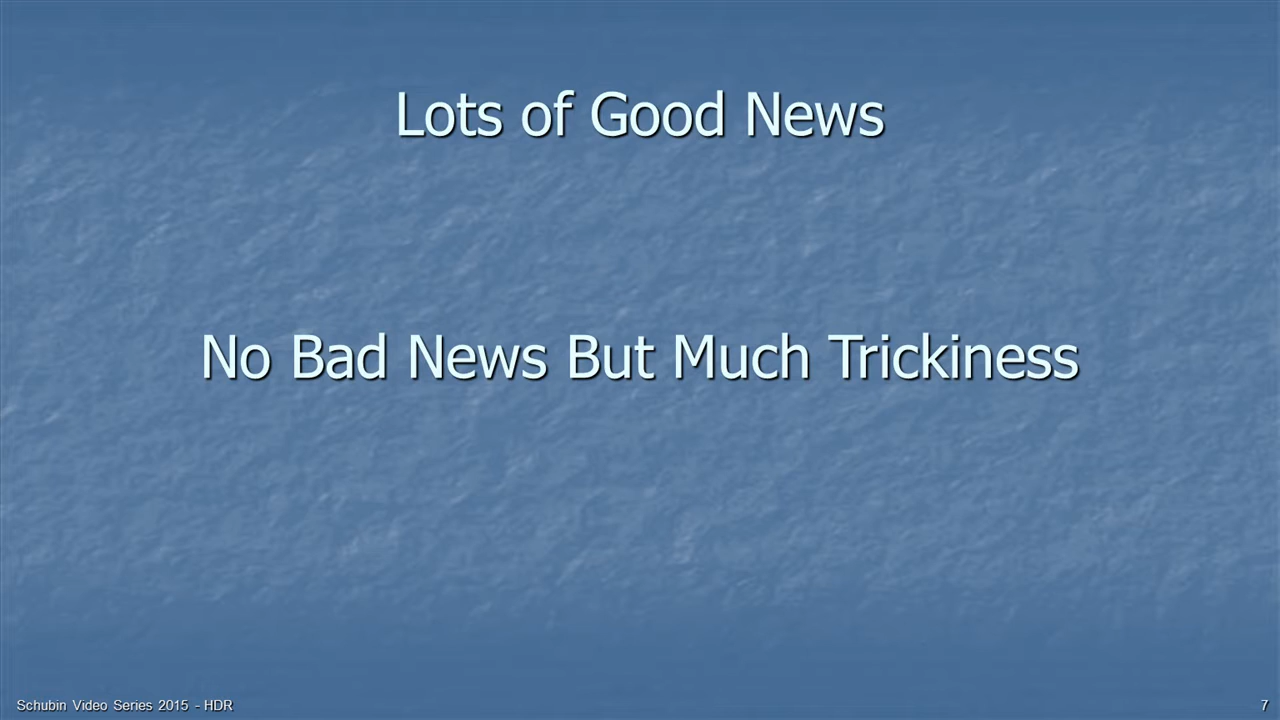 Lots of Good News
No Bad News But Much Trickiness
Schubin Video Series 2015 - HDR
7